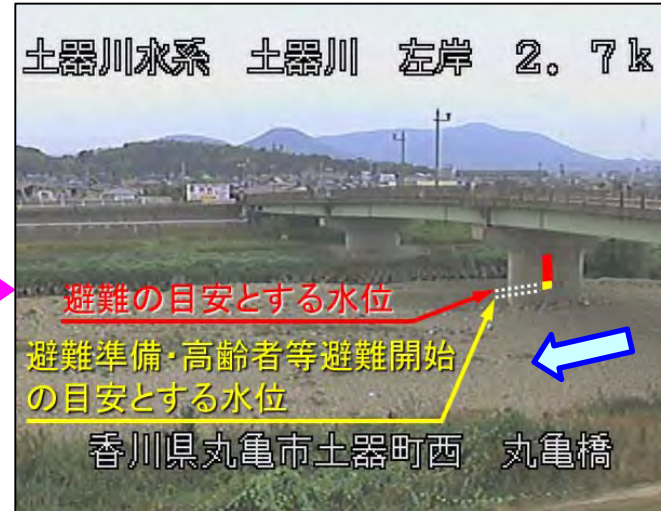 土器川水系　土器川　左岸　２．７ｋ
避難の目安とする水位
避難準備・高齢者等避難開始
の目安とする水位
香川県丸亀市土器町西　丸亀橋